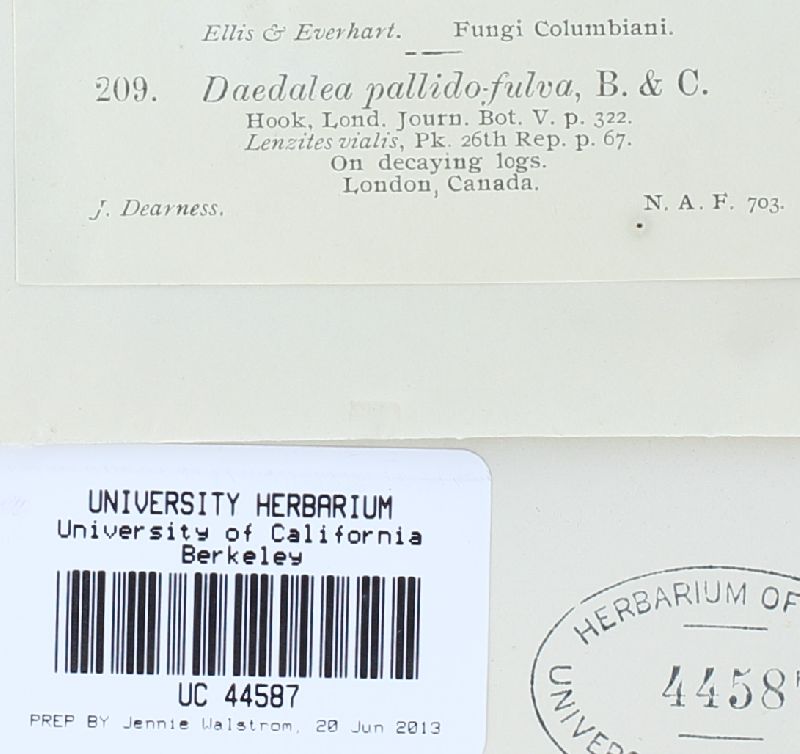 Ellis & Everhart. Fungi Columbiani.
209. Daedalea pallido-fulva, B. & C.
Hook, Lond. Journ. Bot. V. p. 322.
Lenzites vialis, Pk. 26th Rep. p. 67.
On decaying logs.
London, Canada.
J. Dearness. N. A. F. 703.
UNIVERSITY HERBARIUM
University of California
Berkeley
UC 44587
PREP BY Jennie Walstrom, 20 Jun 2013
HERBARIUM OF
4458